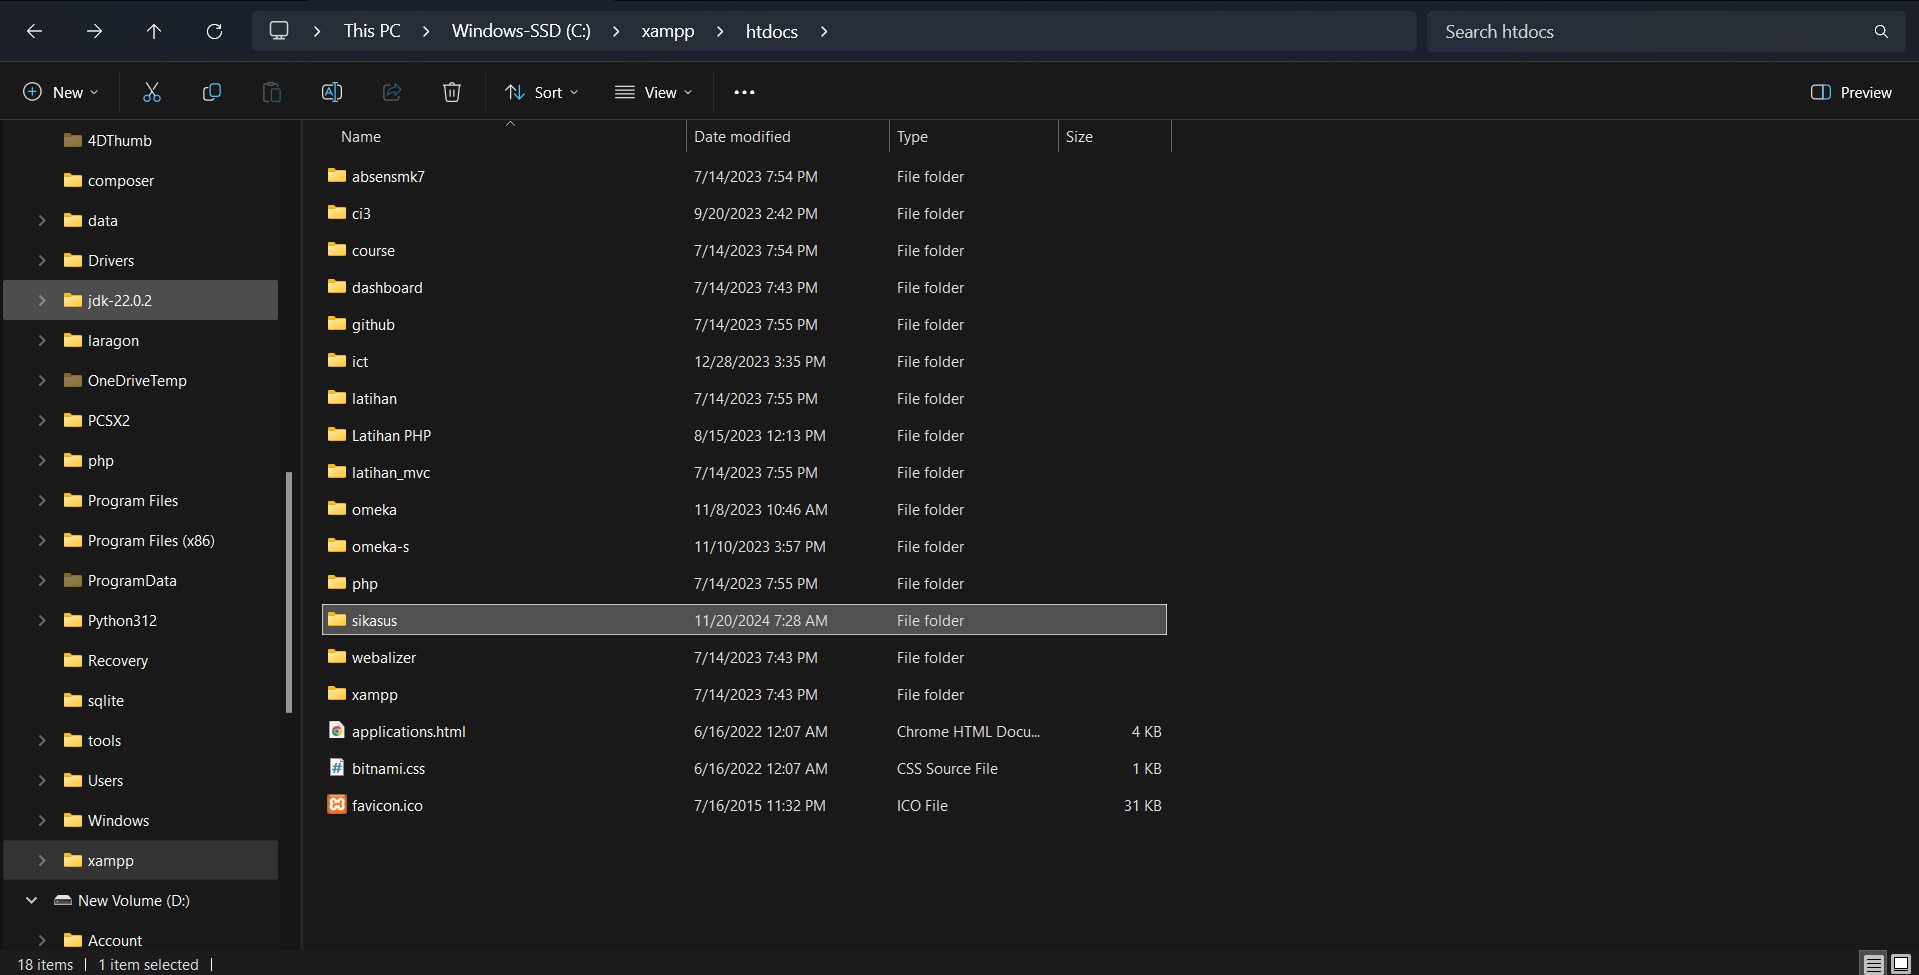 This PC > Windows-SSD (C:) > xampp > htdocs >
Search htdocs
New
Sort
View
Preview
4DThumb
composer
data
Drivers
jdk-22.0.2
laragon
OneDriveTemp
PCSX2
php
Program Files
Program Files (x86)
ProgramData
Python312
Recovery
sqlite
tools
Users
Windows
xampp
New Volume (D:)
Account
Name Date modified Type Size
absensmk7 7/14/2023 7:54 PM File folder
ci3 9/20/2023 2:42 PM File folder
course 7/14/2023 7:54 PM File folder
dashboard 7/14/2023 7:43 PM File folder
github 7/14/2023 7:55 PM File folder
ict 12/28/2023 3:35 PM File folder
latihan 7/14/2023 7:55 PM File folder
Latihan PHP 8/15/2023 12:13 PM File folder
latihan_mvc 7/14/2023 7:55 PM File folder
omeka 11/8/2023 10:46 AM File folder
omeka-s 11/10/2023 3:57 PM File folder
php 7/14/2023 7:55 PM File folder
sikasus 11/20/2024 7:28 AM File folder
webalizer 7/14/2023 7:43 PM File folder
xampp 7/14/2023 7:43 PM File folder
applications.html 6/16/2022 12:07 AM Chrome HTML Docu... 4 KB
bitnami.css 6/16/2022 12:07 AM CSS Source File 1 KB
favicon.ico 7/16/2015 11:32 PM ICO File 31 KB
18 items | 1 item selected |